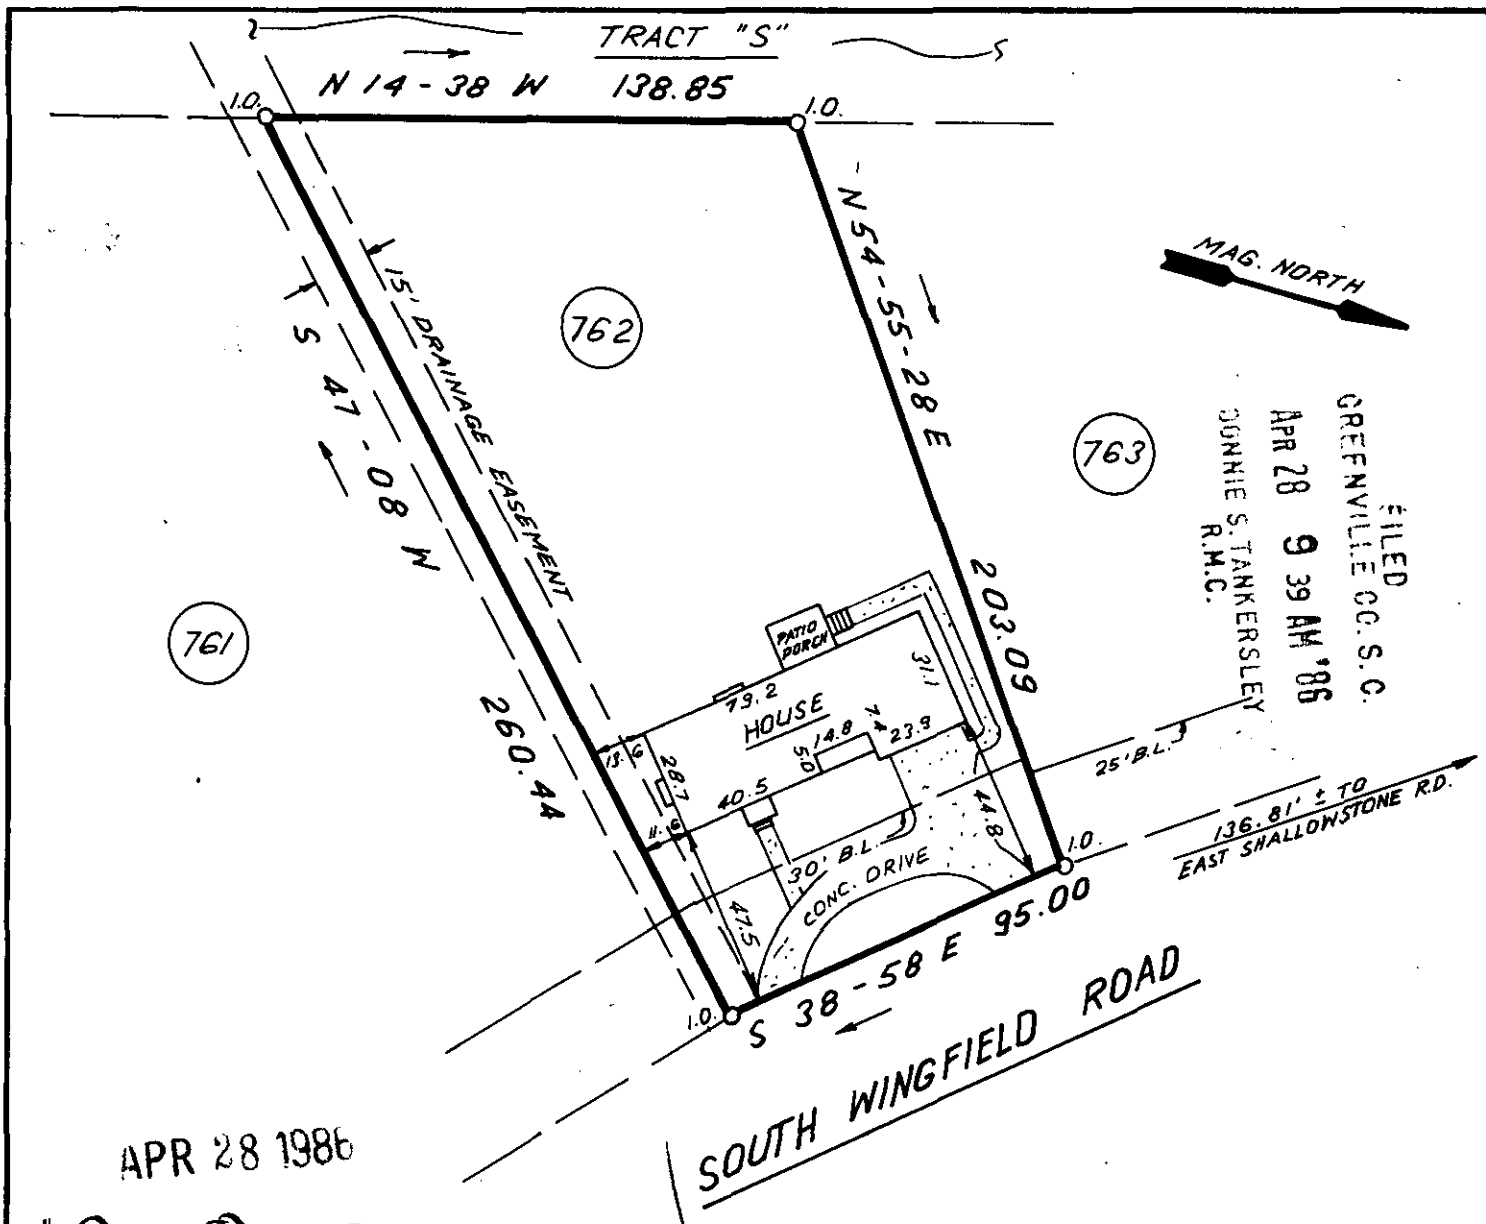 TRACT "S"
N 14-38 W 138.85
I.O.
I.O.
N 54-55-28 E
203.09
MAG. NORTH
15' DRAINAGE EASEMENT
S 47-08 W
260.44
762
763
761
FILED
GREENVILLE CO. S. C.
APR 28 9 39 AM '86
DONNIE S. TANKERSLEY
R.M.C.
PATIO
PORCH
31.1
79.2
HOUSE
14.8
7.4
23.9
5.0
13.6
28.7
40.5
11.6
44.8
25' B.L.
30' B.L.
CONC. DRIVE
47.5
136.81' ± TO
EAST SHALLOWSTONE RD.
I.O.
I.O.
S 38-58 E 95.00
SOUTH WINGFIELD ROAD
APR 28 1986